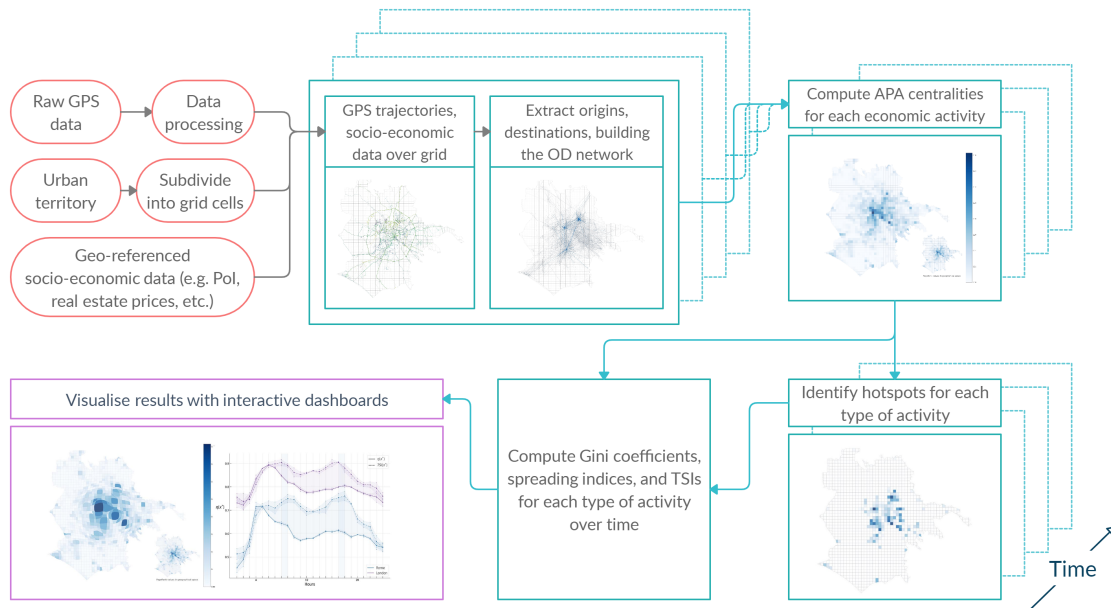 Raw GPS
data
Data
processing
Urban
territory
Subdivide
into grid cells
Geo-referenced
socio-economic data (e.g. PoI,
real estate prices, etc.)
GPS trajectories,
socio-economic
data over grid
Extract origins,
destinations, building
the OD network
Compute APA centralities
for each economic activity
Identify hotspots for each
type of activity
Compute Gini coefficients,
spreading indices, and TSIs
for each type of activity
over time
Visualise results with interactive dashboards
Hours
Rome
London
Time